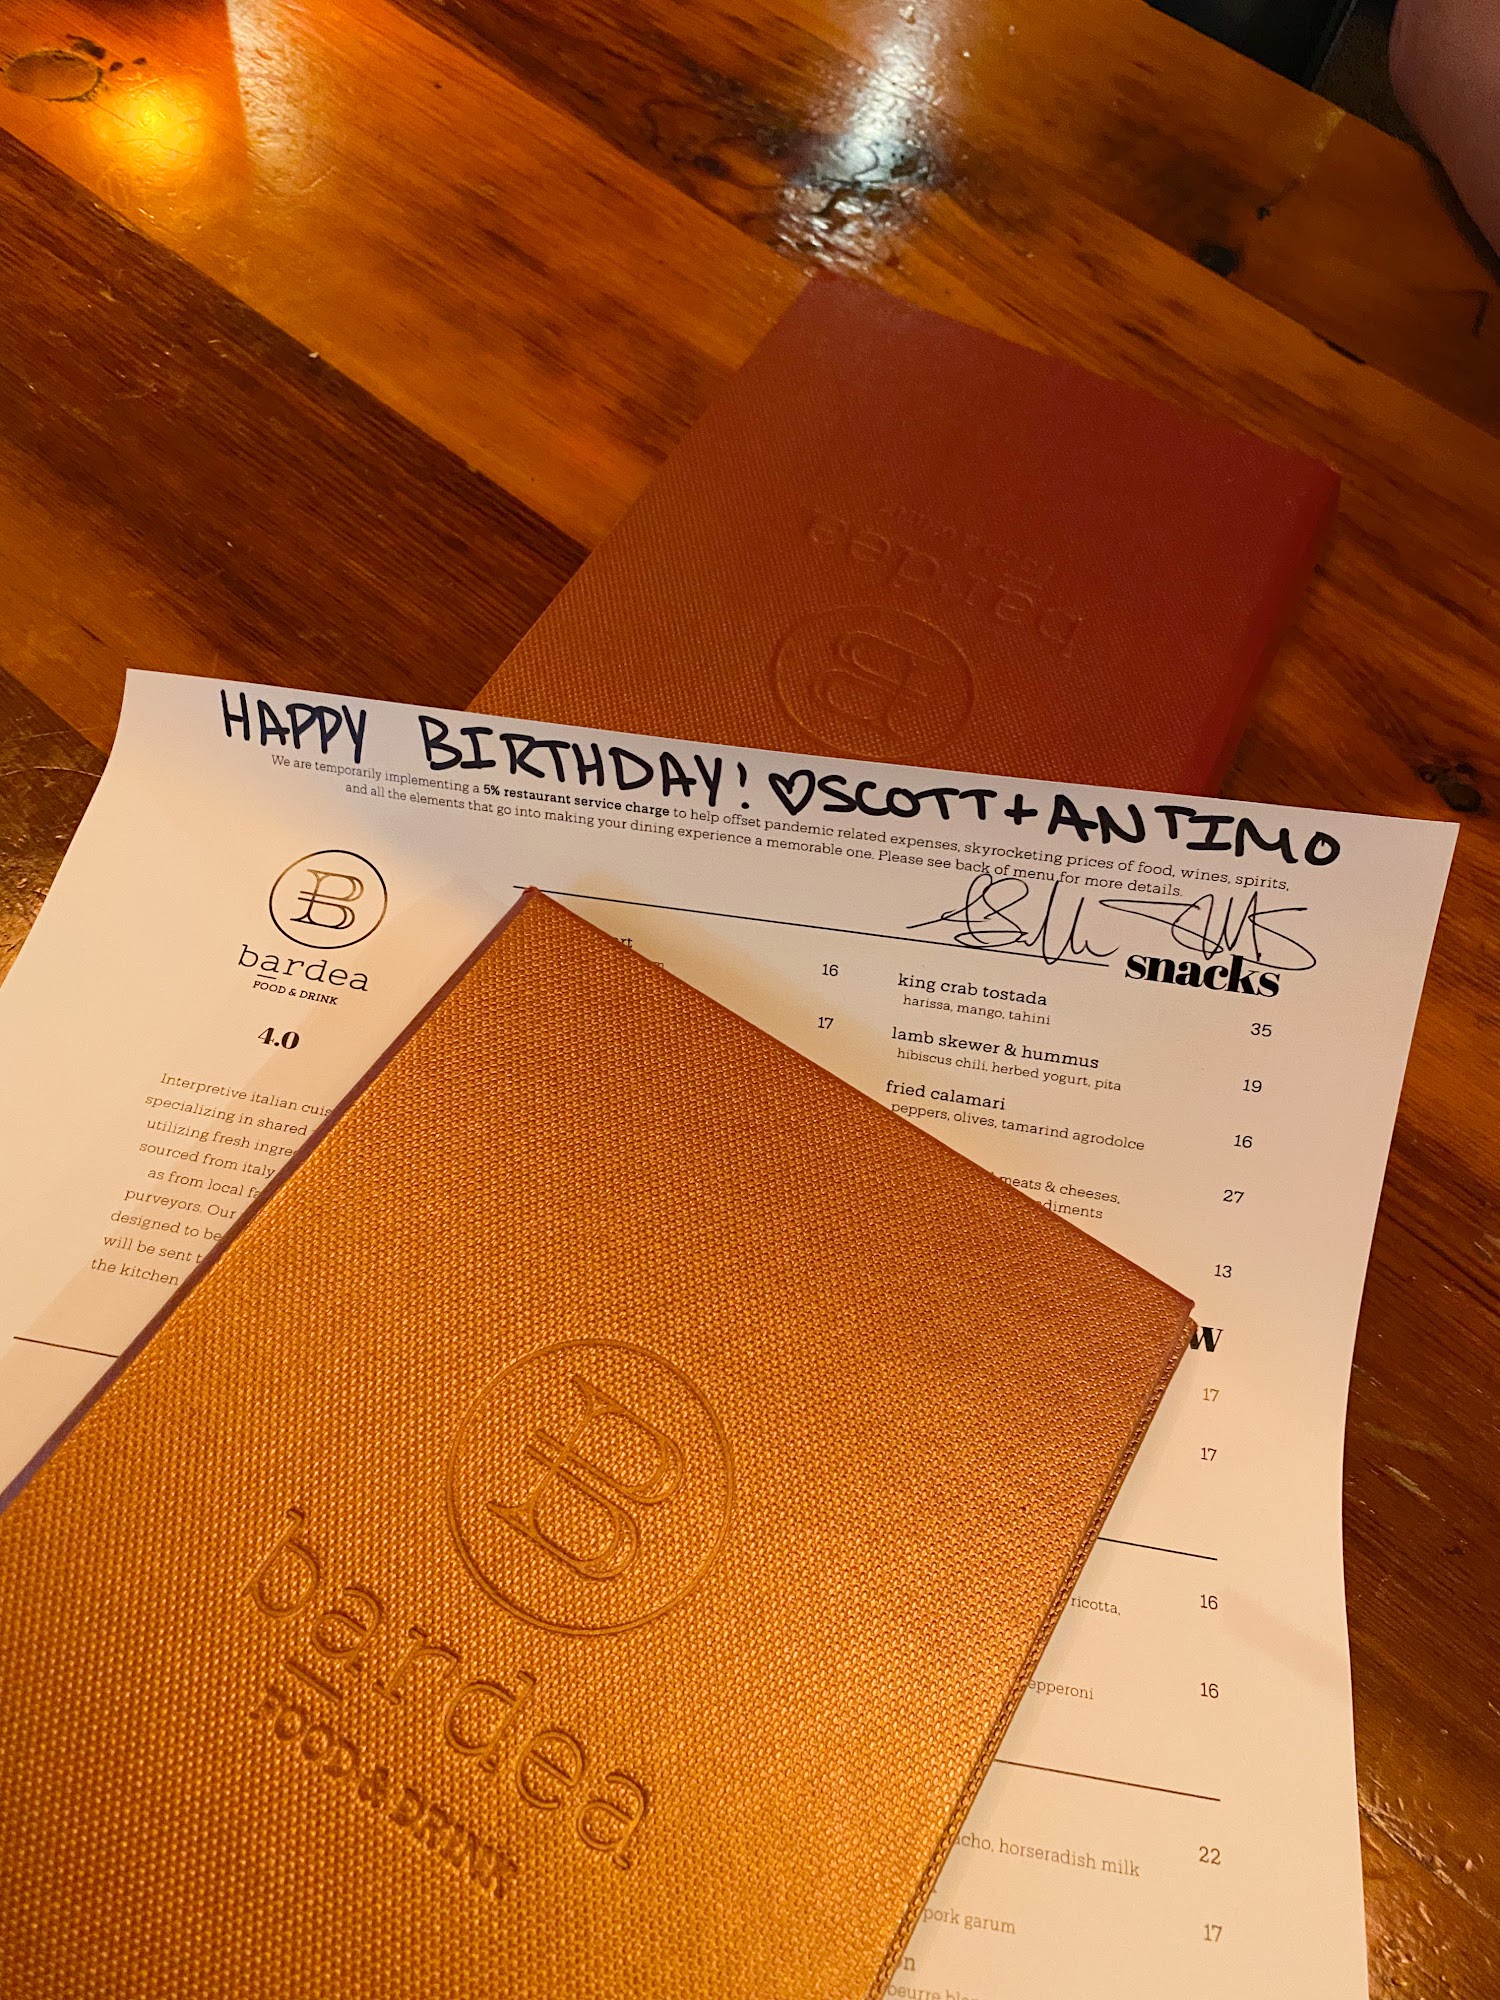 bardea
HAPPY BIRTHDAY! ♡SCOTT+ANTIMO
We are temporarily implementing a 5% restaurant service charge to help offset pandemic related expenses, skyrocketing prices of food, wines, spirits,
and all the elements that go into making your dining experience a memorable one. Please see back of menu for more details.
B
bardea
FOOD & DRINK
4.0
Interpretive italian
specializing in shared
utilizing fresh
sourced from italy
as from local
purveyors. Our
designed to be
will be sent
the kitchen
16
17
snacks
king crab tostada 35
harissa, mango, tahini
lamb skewer & hummus 19
hibiscus chili, herbed yogurt, pita
fried calamari 16
peppers, olives, tamarind agrodolce
meats & cheeses, 27
13
17
17
ricotta, 16
16
horseradish milk 22
pork garum 17
beurre
B
bardea
FOOD & DRINK